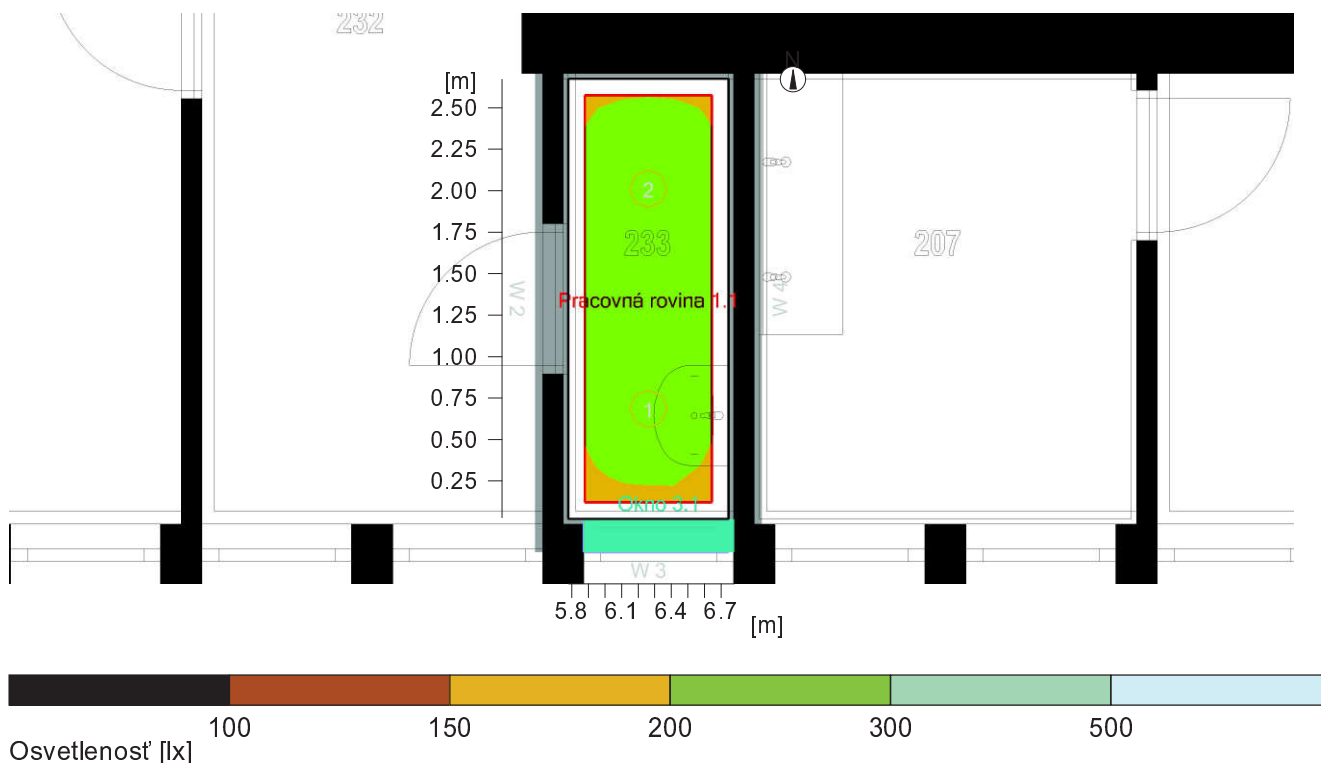 232
N
[m]
2.50
2.25
2.00
1.75
1.50
1.25
1.00
0.75
0.50
0.25
2
233
207
W 2
Pracovná rovina 1.1
W 4
1
Okno 3.1
W 3
5.8 6.1 6.4 6.7
[m]
100 150 200 300 500
Osvetlenosť [lx]